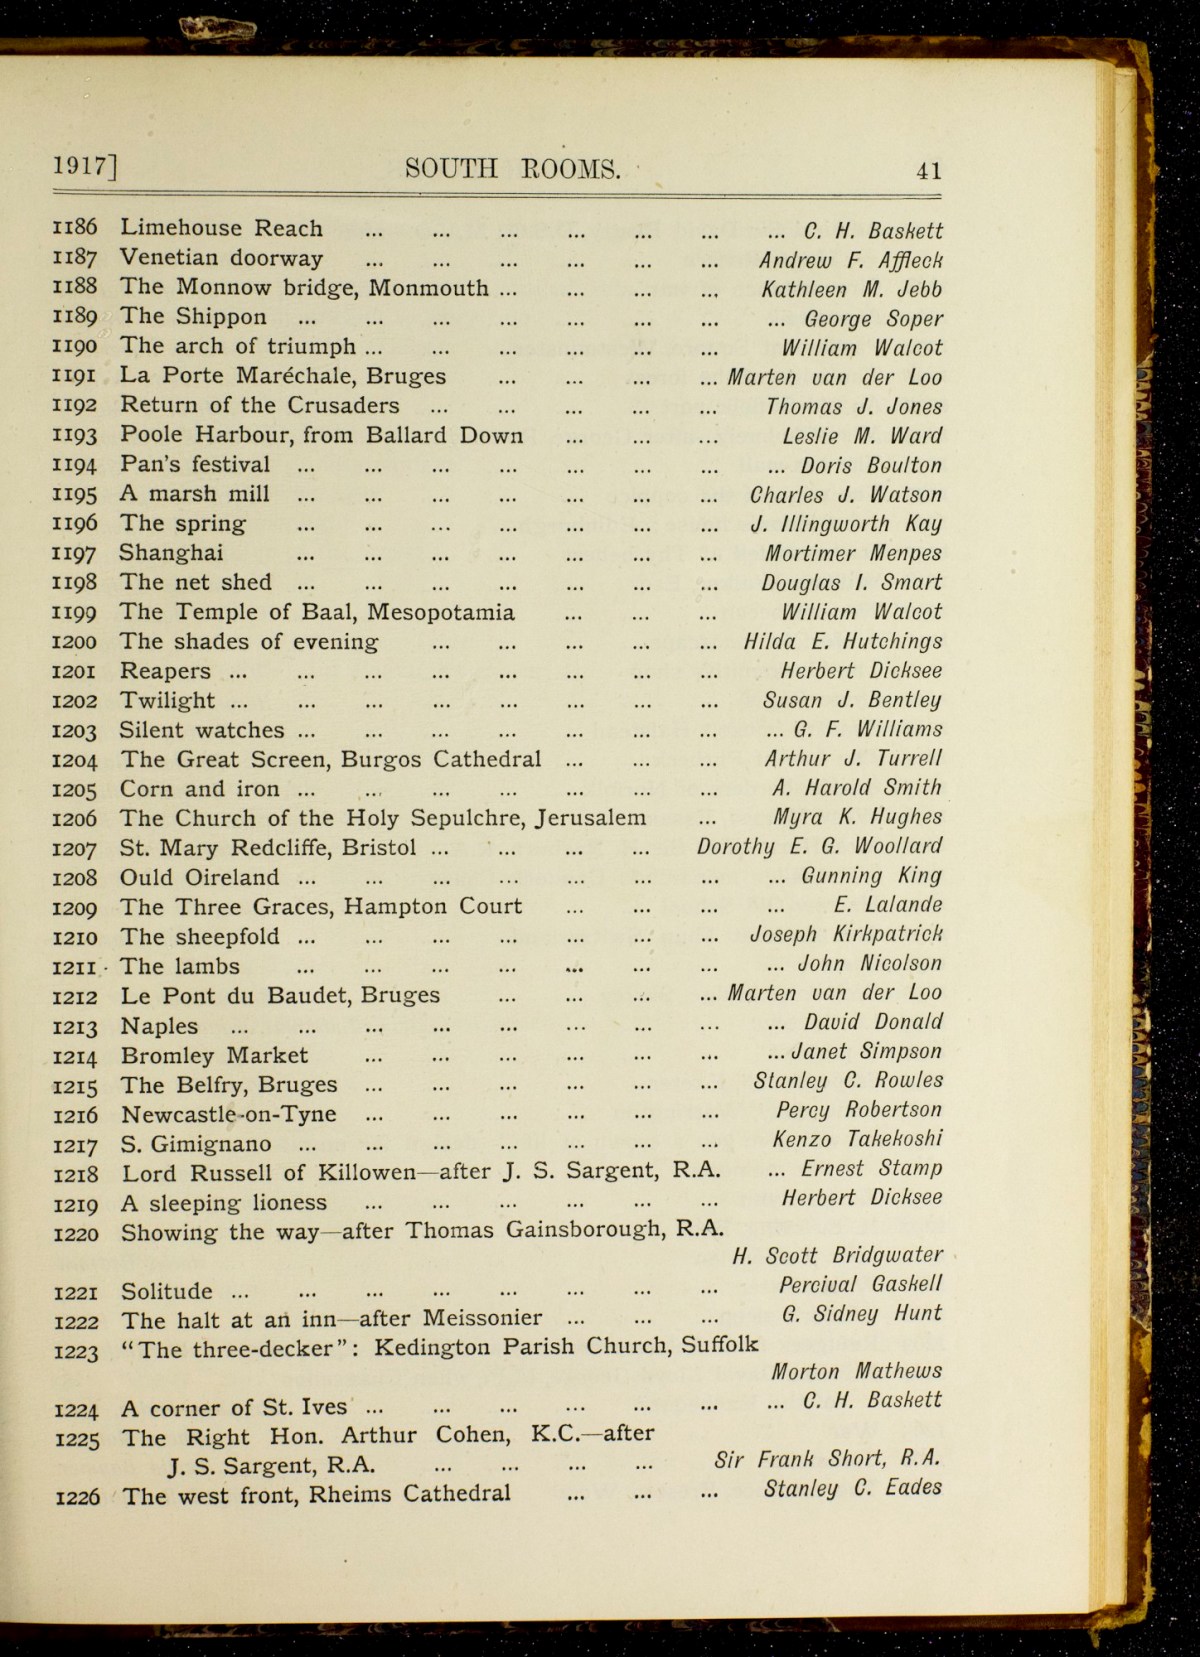 1917] SOUTH ROOMS. 41
1186 Limehouse Reach ... ... ... ... ... ... ... C. H. Baskett
1187 Venetian doorway ... ... ... ... ... ... Andrew F. Affleck
1188 The Monnow bridge, Monmouth ... ... ... ... Kathleen M. Jebb
1189 The Shippon ... ... ... ... ... ... ... ... George Soper
1190 The arch of triumph ... ... ... ... ... ... William Walcot
1191 La Porte Maréchale, Bruges ... ... ... ... Marten van der Loo
1192 Return of the Crusaders ... ... ... ... ... Thomas J. Jones
1193 Poole Harbour, from Ballard Down ... ... ... Leslie M. Ward
1194 Pan's festival ... ... ... ... ... ... ... ... Doris Boulton
1195 A marsh mill ... ... ... ... ... ... ... Charles J. Watson
1196 The spring ... ... ... ... ... ... ... J. Illingworth Kay
1197 Shanghai ... ... ... ... ... ... ... Mortimer Menpes
1198 The net shed ... ... ... ... ... ... ... Douglas I. Smart
1199 The Temple of Baal, Mesopotamia ... ... ... William Walcot
1200 The shades of evening ... ... ... ... ... Hilda E. Hutchings
1201 Reapers ... ... ... ... ... ... ... ... Herbert Dicksee
1202 Twilight ... ... ... ... ... ... ... ... Susan J. Bentley
1203 Silent watches ... ... ... ... ... ... ... ... G. F. Williams
1204 The Great Screen, Burgos Cathedral ... ... ... Arthur J. Turrell
1205 Corn and iron ... ... ... ... ... ... ... A. Harold Smith
1206 The Church of the Holy Sepulchre, Jerusalem ... Myra K. Hughes
1207 St. Mary Redcliffe, Bristol ... ... ... ... Dorothy E. G. Woollard
1208 Ould Oireland ... ... ... ... ... ... ... ... Gunning King
1209 The Three Graces, Hampton Court ... ... ... ... E. Lalande
1210 The sheepfold ... ... ... ... ... ... ... Joseph Kirkpatrick
1211 The lambs ... ... ... ... ... ... ... ... John Nicolson
1212 Le Pont du Baudet, Bruges ... ... ... ... Marten van der Loo
1213 Naples ... ... ... ... ... ... ... ... ... David Donald
1214 Bromley Market ... ... ... ... ... ... ... Janet Simpson
1215 The Belfry, Bruges ... ... ... ... ... ... Stanley C. Rowles
1216 Newcastle-on-Tyne ... ... ... ... ... ... Percy Robertson
1217 S. Gimignano ... ... ... ... ... ... ... Kenzo Takekoshi
1218 Lord Russell of Killowen—after J. S. Sargent, R.A. ... Ernest Stamp
1219 A sleeping lioness ... ... ... ... ... ... Herbert Dicksee
1220 Showing the way—after Thomas Gainsborough, R.A.
H. Scott Bridgwater
1221 Solitude ... ... ... ... ... ... ... ... Percival Gaskell
1222 The halt at an inn—after Meissonier ... ... ... G. Sidney Hunt
1223 "The three-decker": Kedington Parish Church, Suffolk
Morton Mathews
1224 A corner of St. Ives ... ... ... ... ... ... ... C. H. Baskett
1225 The Right Hon. Arthur Cohen, K.C.—after
J. S. Sargent, R.A. ... ... ... ... Sir Frank Short, R.A.
1226 The west front, Rheims Cathedral ... ... ... Stanley C. Eades